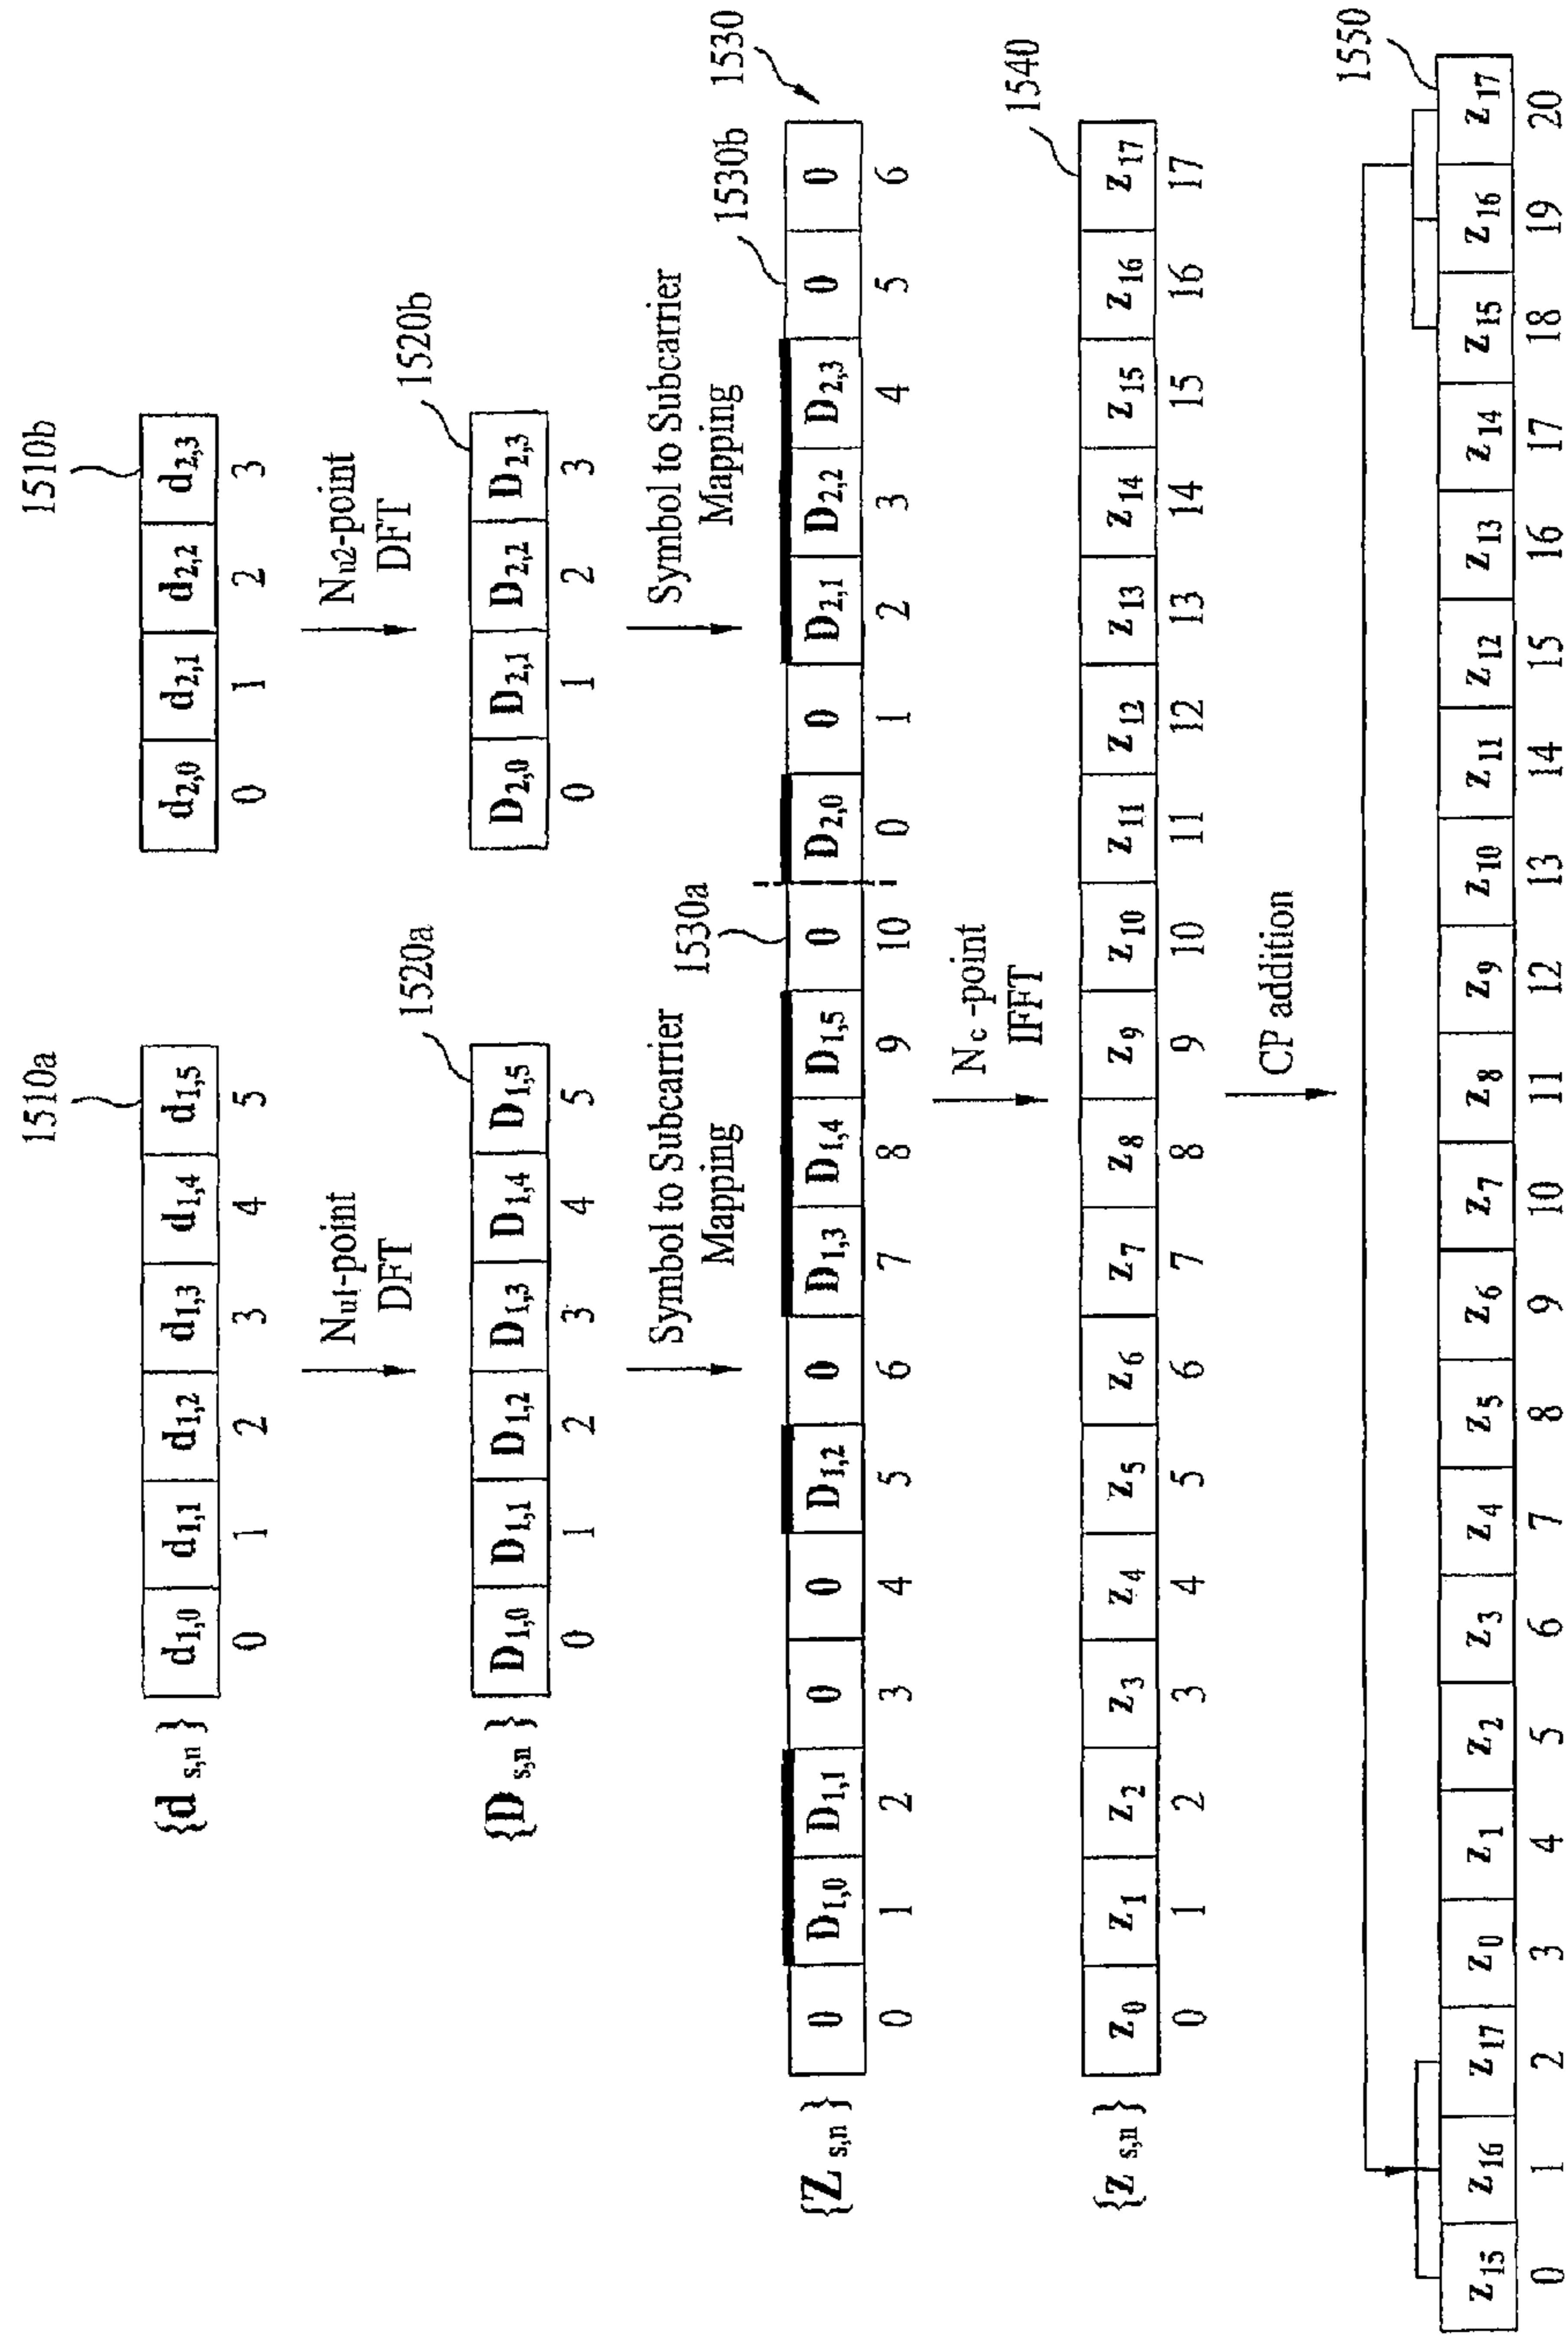 1510a 1510b
{d s,n} d1,0 d1,1 d1,2 d1,3 d1,4 d1,5 d2,0 d2,1 d2,2 d2,3
0 1 2 3 4 5 0 1 2 3
Nu1-point
DFT
Nu2-point
DFT
1520a 1520b
{D s,n} D1,0 D1,1 D1,2 D1,3 D1,4 D1,5 D2,0 D2,1 D2,2 D2,3
0 1 2 3 4 5 0 1 2 3
Symbol to Subcarrier
Mapping
Symbol to Subcarrier
Mapping
1530a 1530b 1530
{Z s,n} 0 D1,0 D1,1 0 0 D1,2 0 D1,3 D1,4 D1,5 0 D2,0 0 D2,1 D2,2 D2,3 0 0
0 1 2 3 4 5 6 7 8 9 10 0 1 2 3 4 5 6
Nc -point
IFFT
1540
{z s,n} z0 z1 z2 z3 z4 z5 z6 z7 z8 z9 z10 z11 z12 z13 z14 z15 z16 z17
0 1 2 3 4 5 6 7 8 9 10 11 12 13 14 15 16 17
CP addition
1550
z15 z16 z17 z0 z1 z2 z3 z4 z5 z6 z7 z8 z9 z10 z11 z12 z13 z14 z15 z16 z17
0 1 2 3 4 5 6 7 8 9 10 11 12 13 14 15 16 17 18 19 20